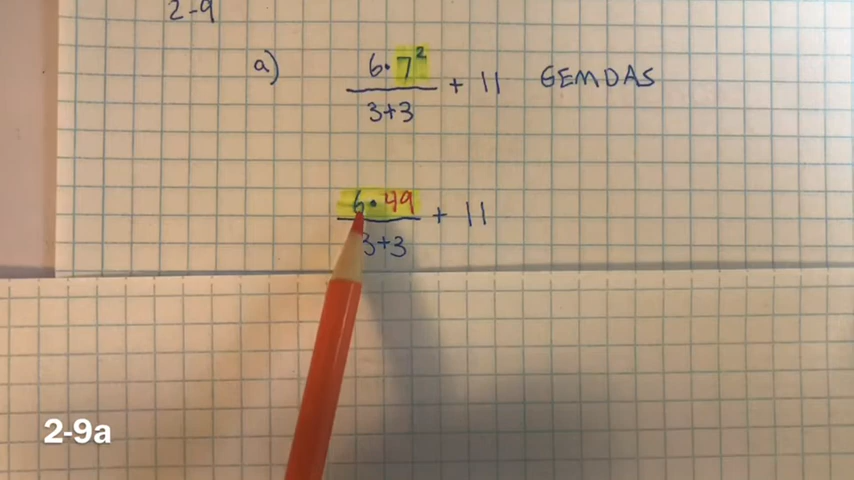 2-9
a) 6·7² / 3+3 + 11 GEMDAS
6·49 / 3+3 + 11
2-9a